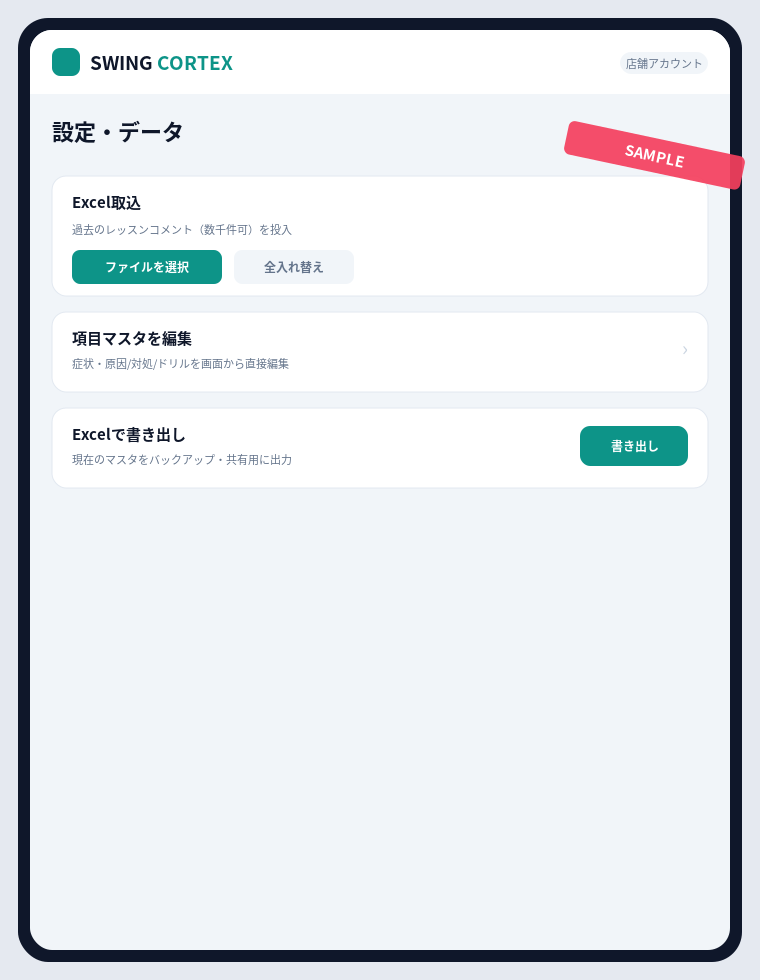 SWING CORTEX
店舗アカウント
設定・データ
SAMPLE
Excel取込
過去のレッスンコメント（数千件可）を投入
ファイルを選択
全入れ替え
項目マスタを編集
症状・原因/対処/ドリルを画面から直接編集
›
Excelで書き出し
現在のマスタをバックアップ・共有用に出力
書き出し